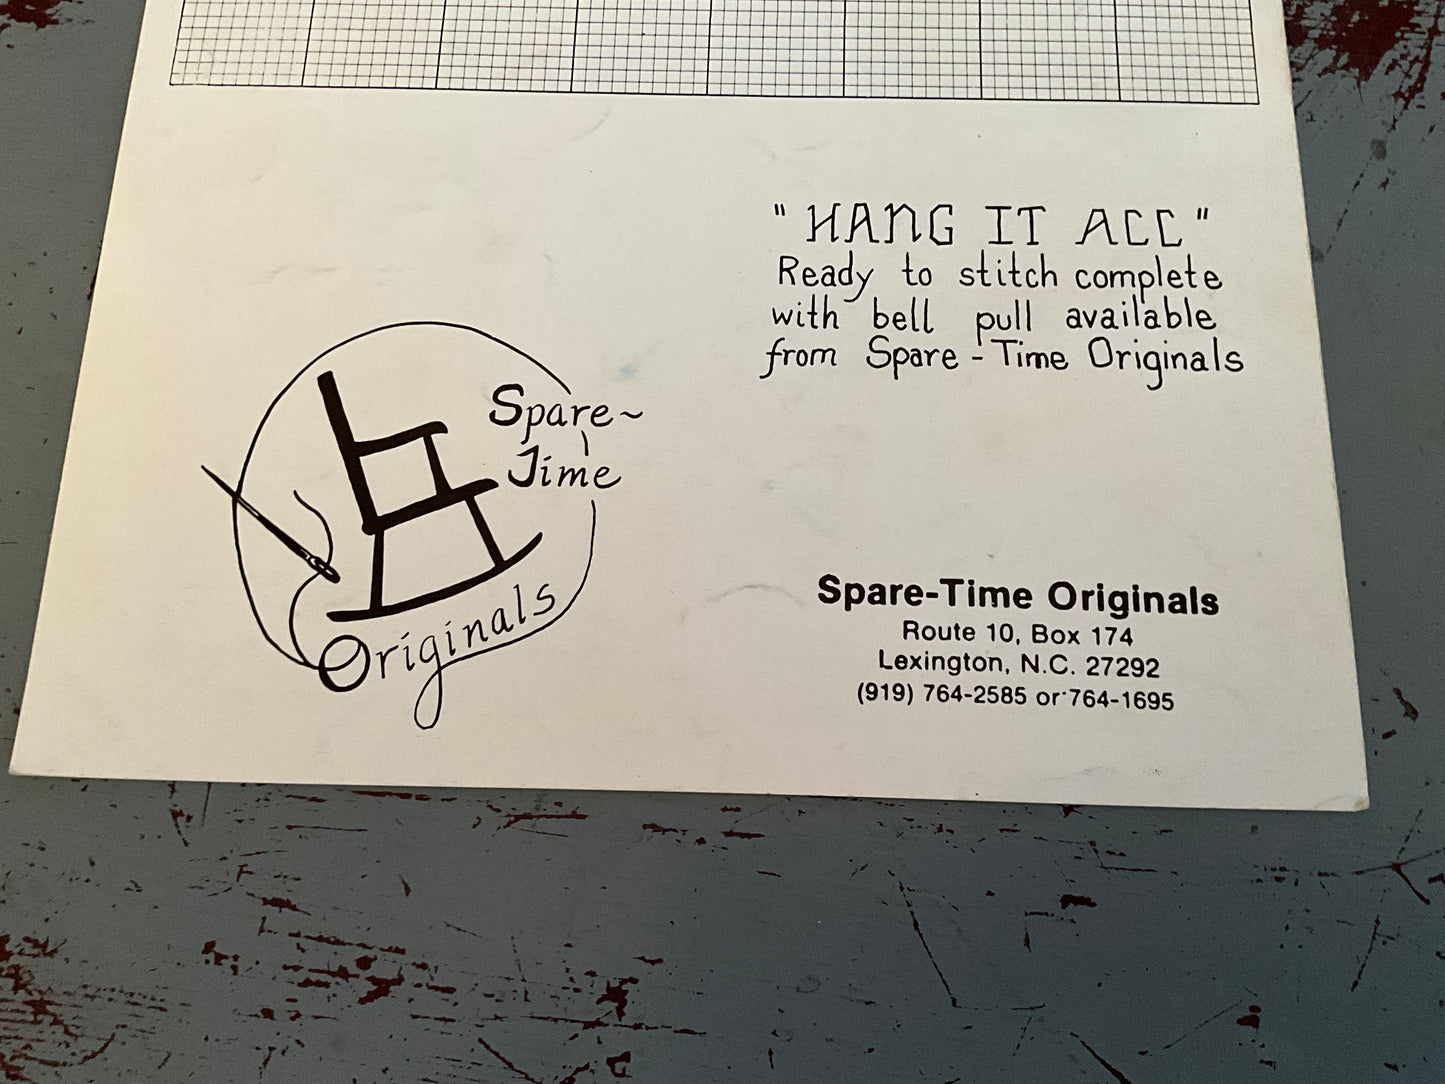 "HANG IT ALL"
Ready to stitch complete
with bell pull available
from Spare-Time Originals
Spare~
Time
Originals
Spare-Time Originals
Route 10, Box 174
Lexington, N.C. 27292
(919) 764-2585 or 764-1695